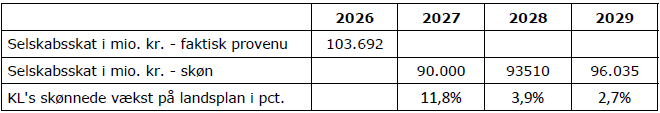 2026 2027 2028 2029
Selskabsskat i mio. kr. - faktisk provenu 103.692
Selskabsskat i mio. kr. - skøn 90.000 93510 96.035
KL's skønnede vækst på landsplan i pct. 11,8% 3,9% 2,7%